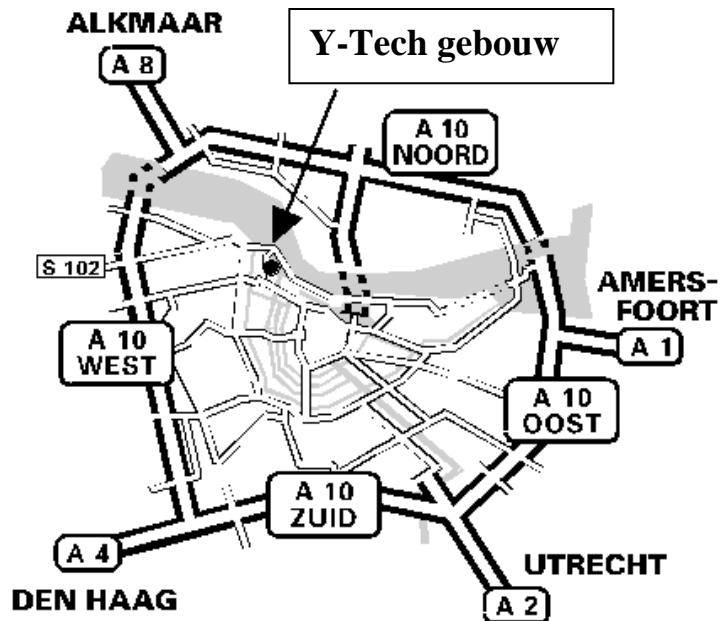 ALKMAAR
Y-Tech gebouw
A 8
A 10
NOORD
S 102
AMERS-
FOORT
A 10
WEST
A 1
A 10
OOST
A 10
ZUID
A 4
UTRECHT
DEN HAAG
A 2